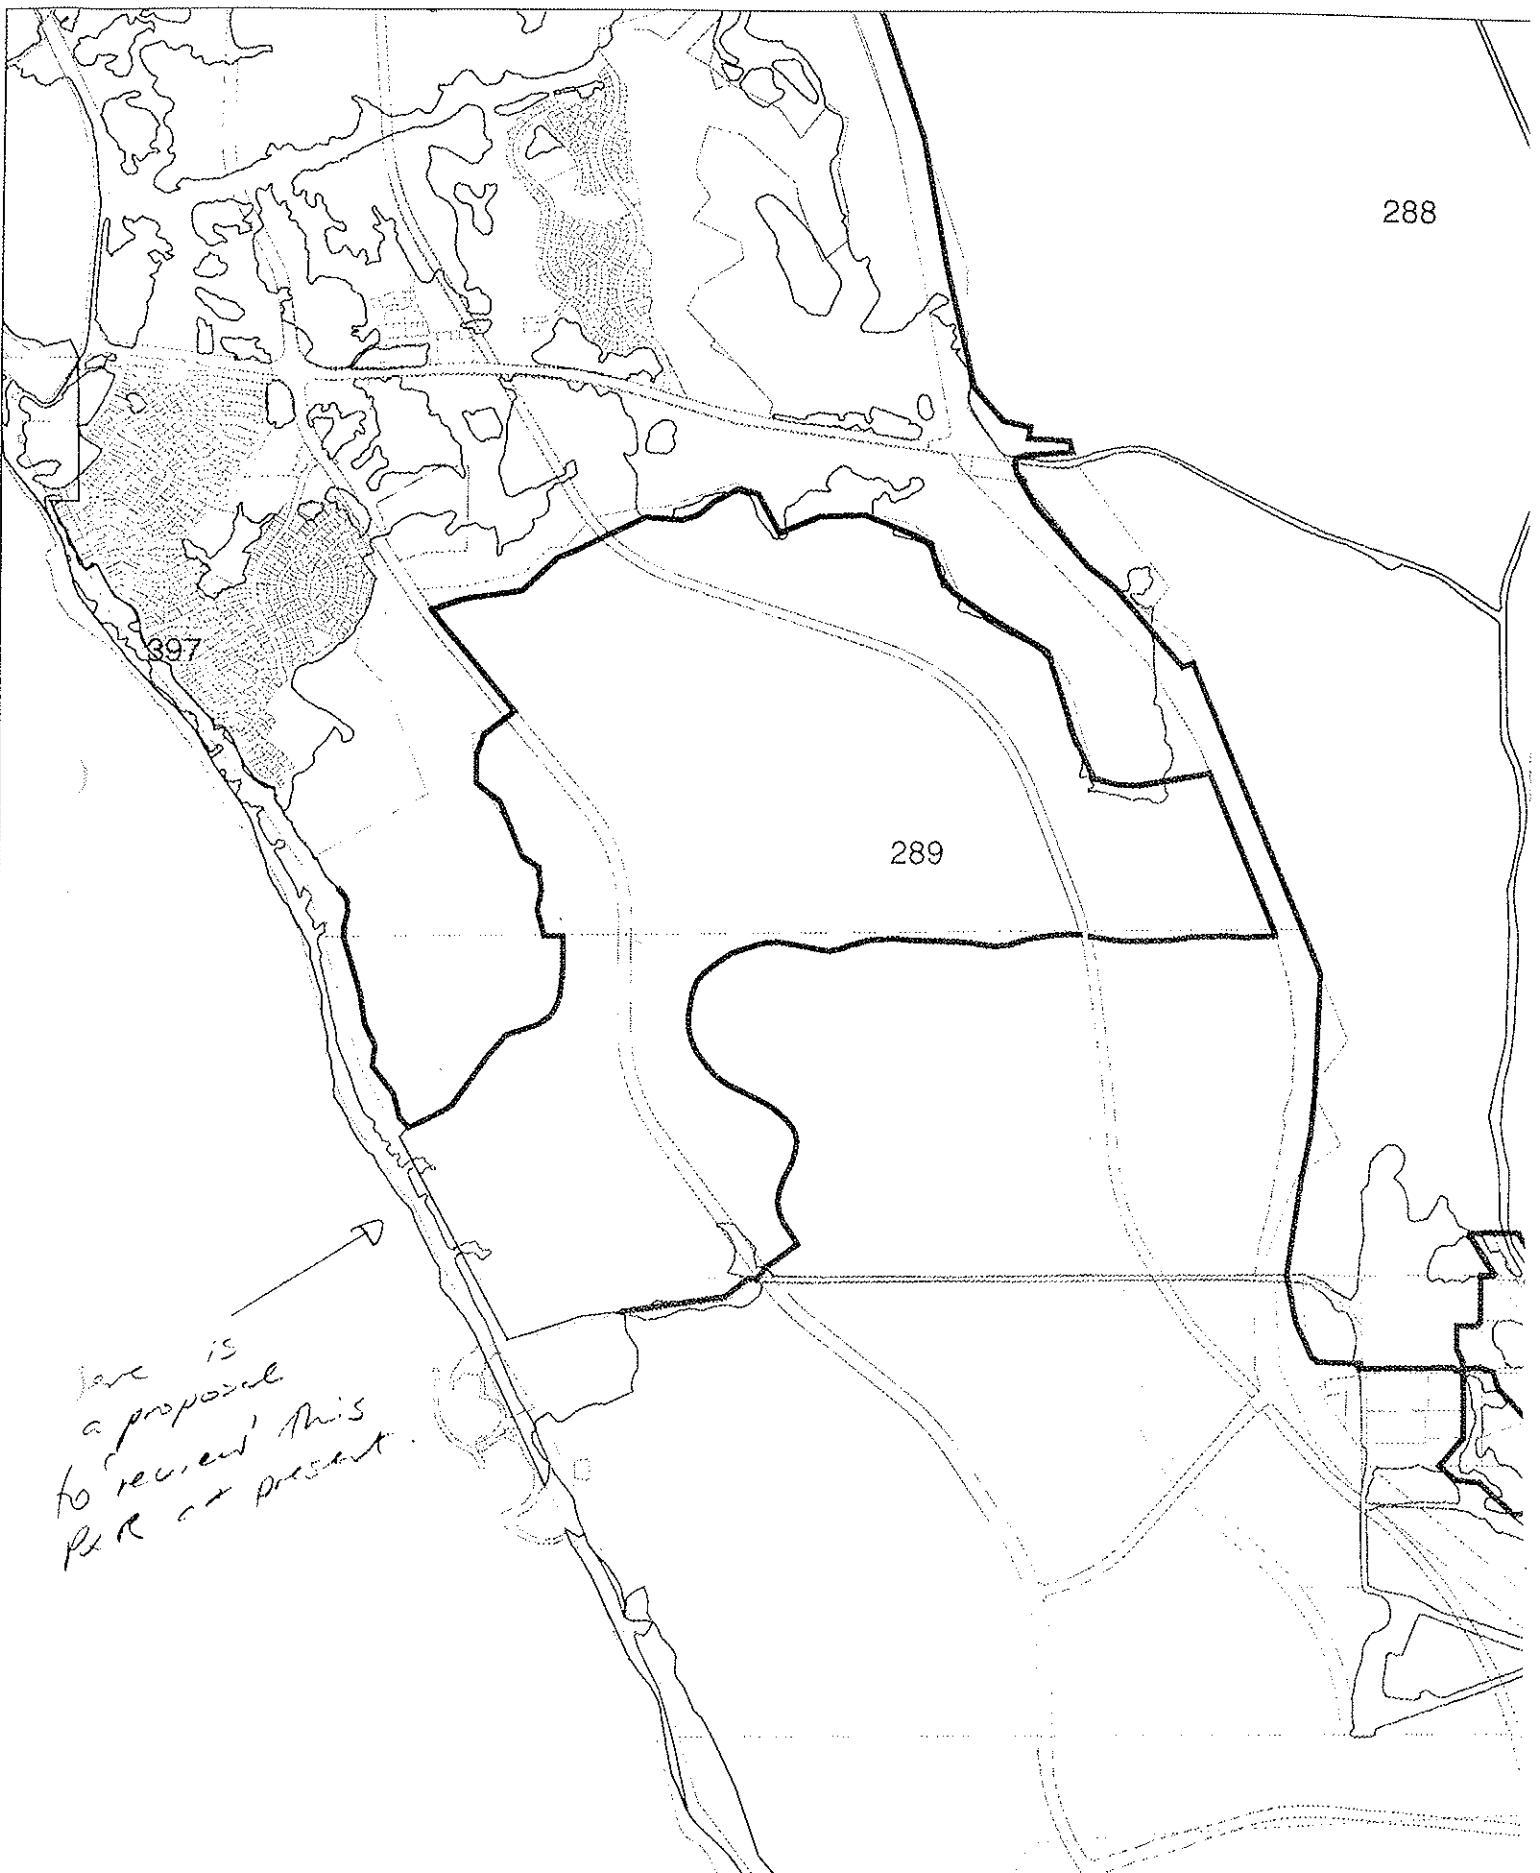 288
397
289
is
a proposal
to 'review' this
at present.